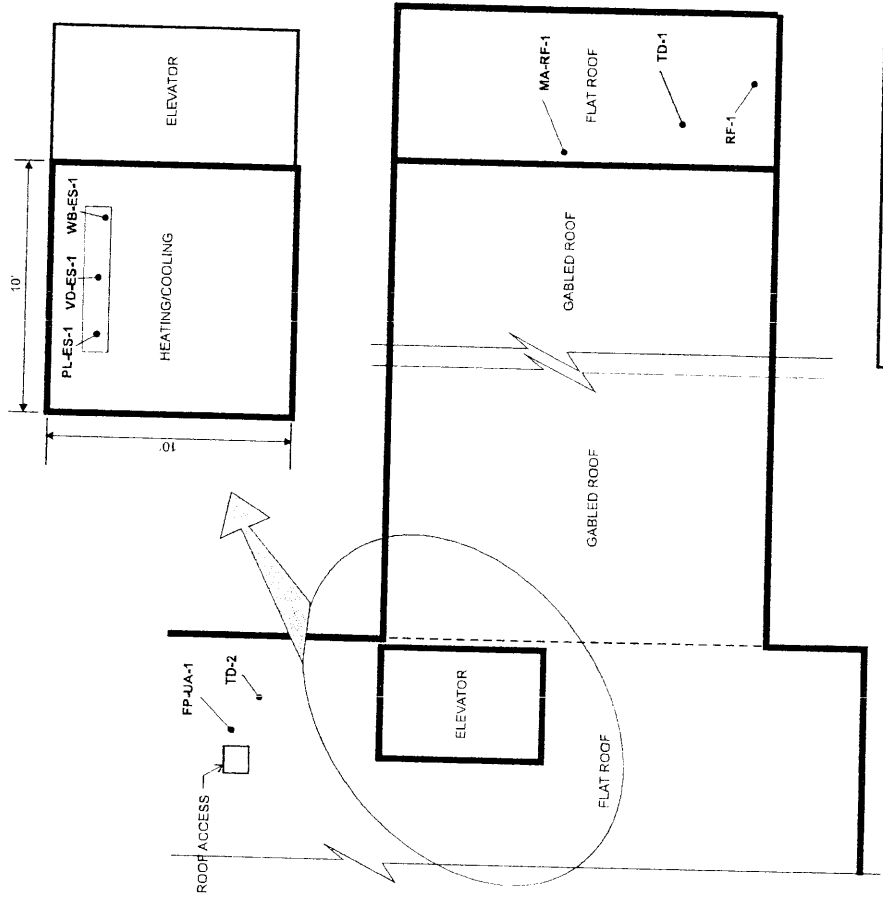 10'
ELEVATOR
PL-ES-1
VD-ES-1
WB-ES-1
HEATING/COOLING
10'
MA-RF-1
FLAT ROOF
TD-1
RF-1
GABLED ROOF
GABLED ROOF
FP-UA-1
TD-2
ROOF ACCESS
ELEVATOR
FLAT ROOF